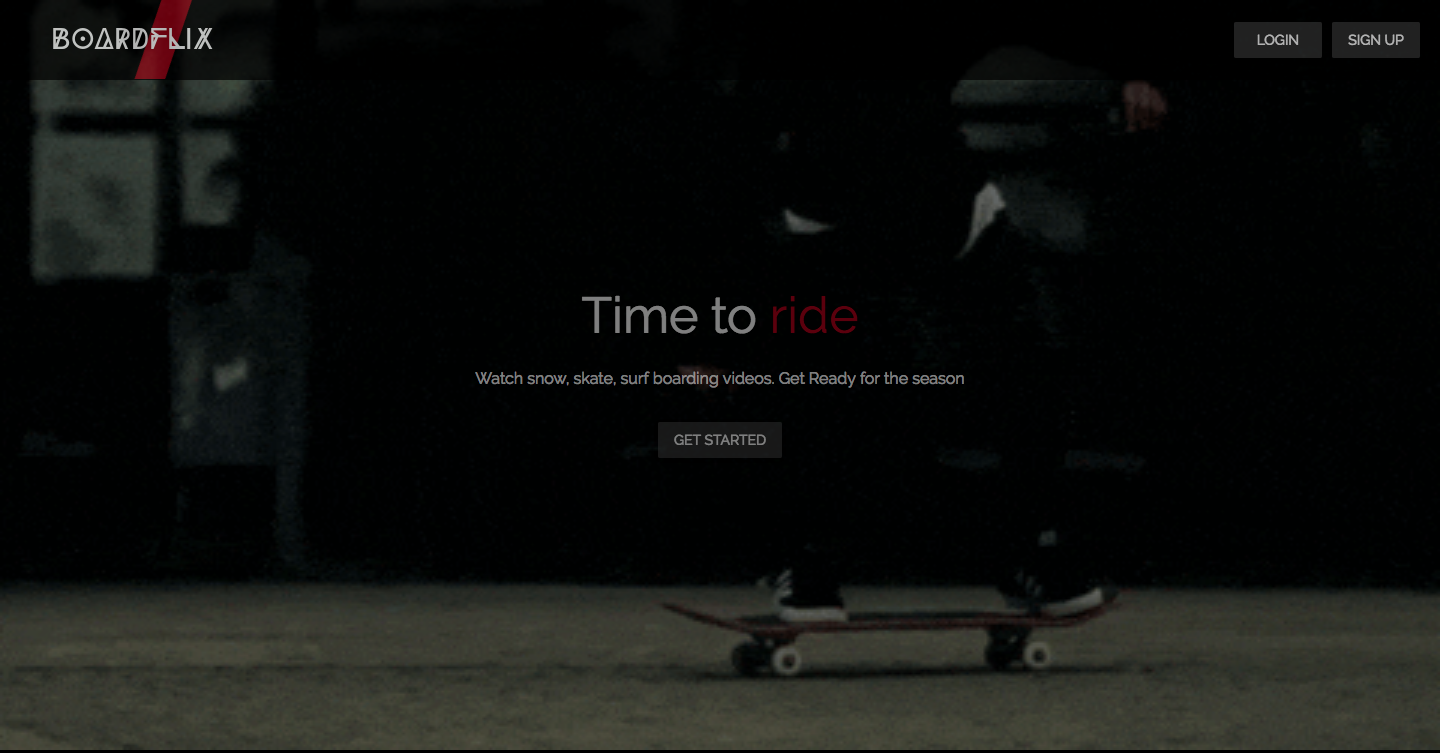 BOARDFLIX
LOGIN
SIGN UP
Time to ride
Watch snow, skate, surf boarding videos. Get Ready for the season
GET STARTED